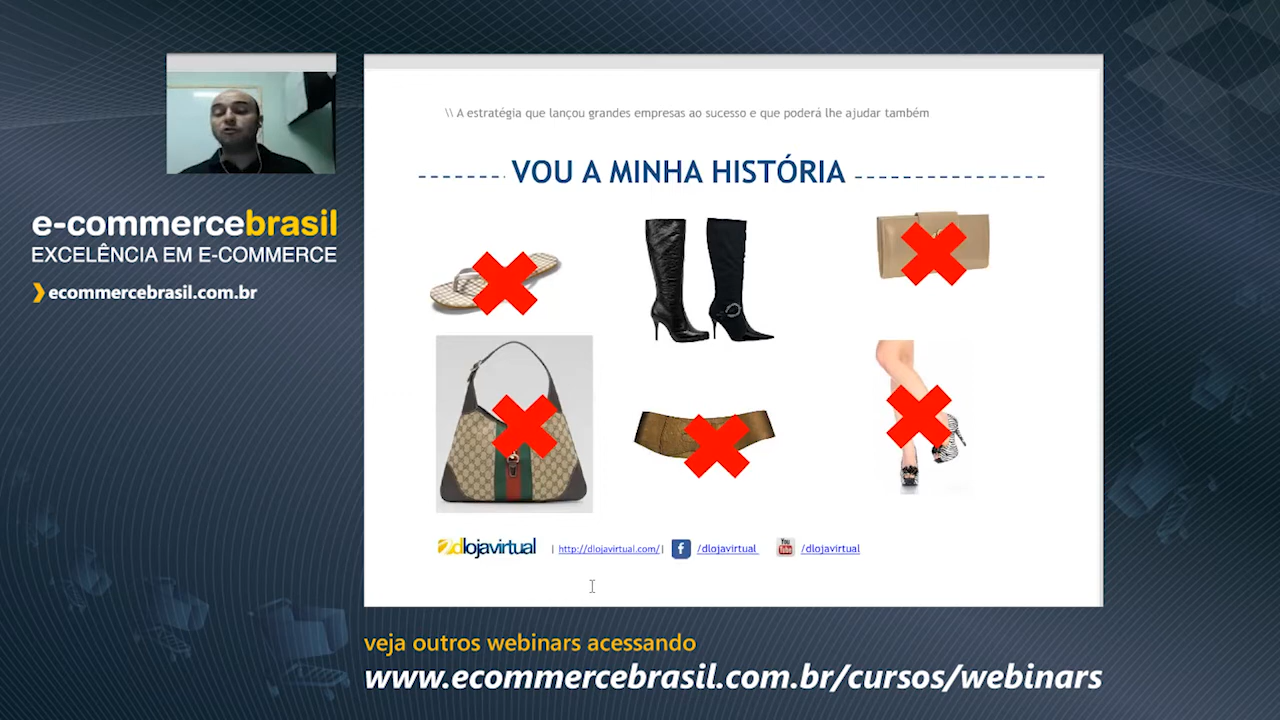 \\ A estratégia que lançou grandes empresas ao sucesso e que poderá lhe ajudar também
VOU A MINHA HISTÓRIA
e-commercebrasil
EXCELÊNCIA EM E-COMMERCE
ecommercebrasil.com.br
dlojavirtual | http://dlojavirtual.com/ | f /dlojavirtual You Tube /dlojavirtual
veja outros webinars acessando
www.ecommercebrasil.com.br/cursos/webinars